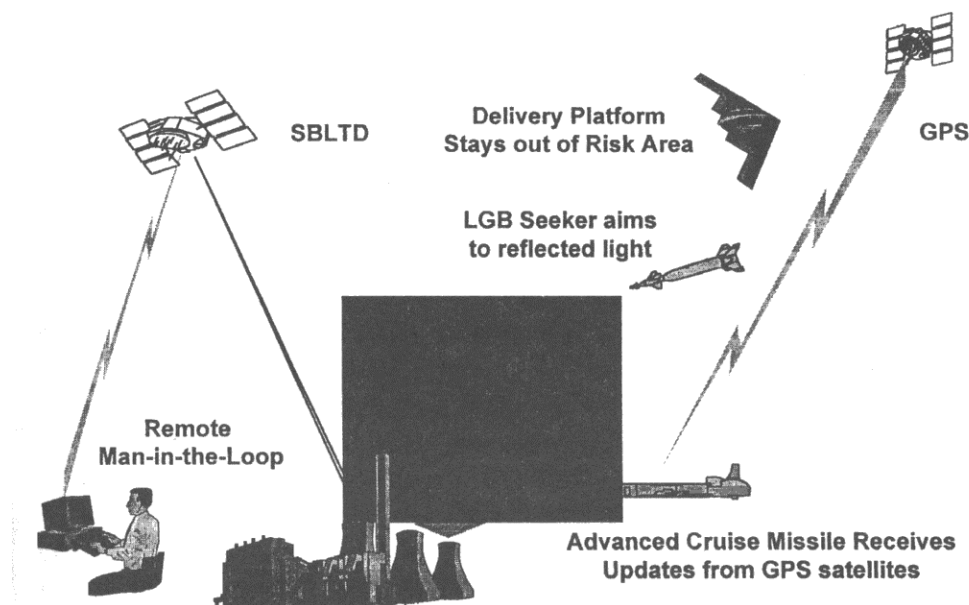 SBLTD
Delivery Platform
Stays out of Risk Area
GPS
LGB Seeker aims
to reflected light
Remote
Man-in-the-Loop
Advanced Cruise Missile Receives
Updates from GPS satellites